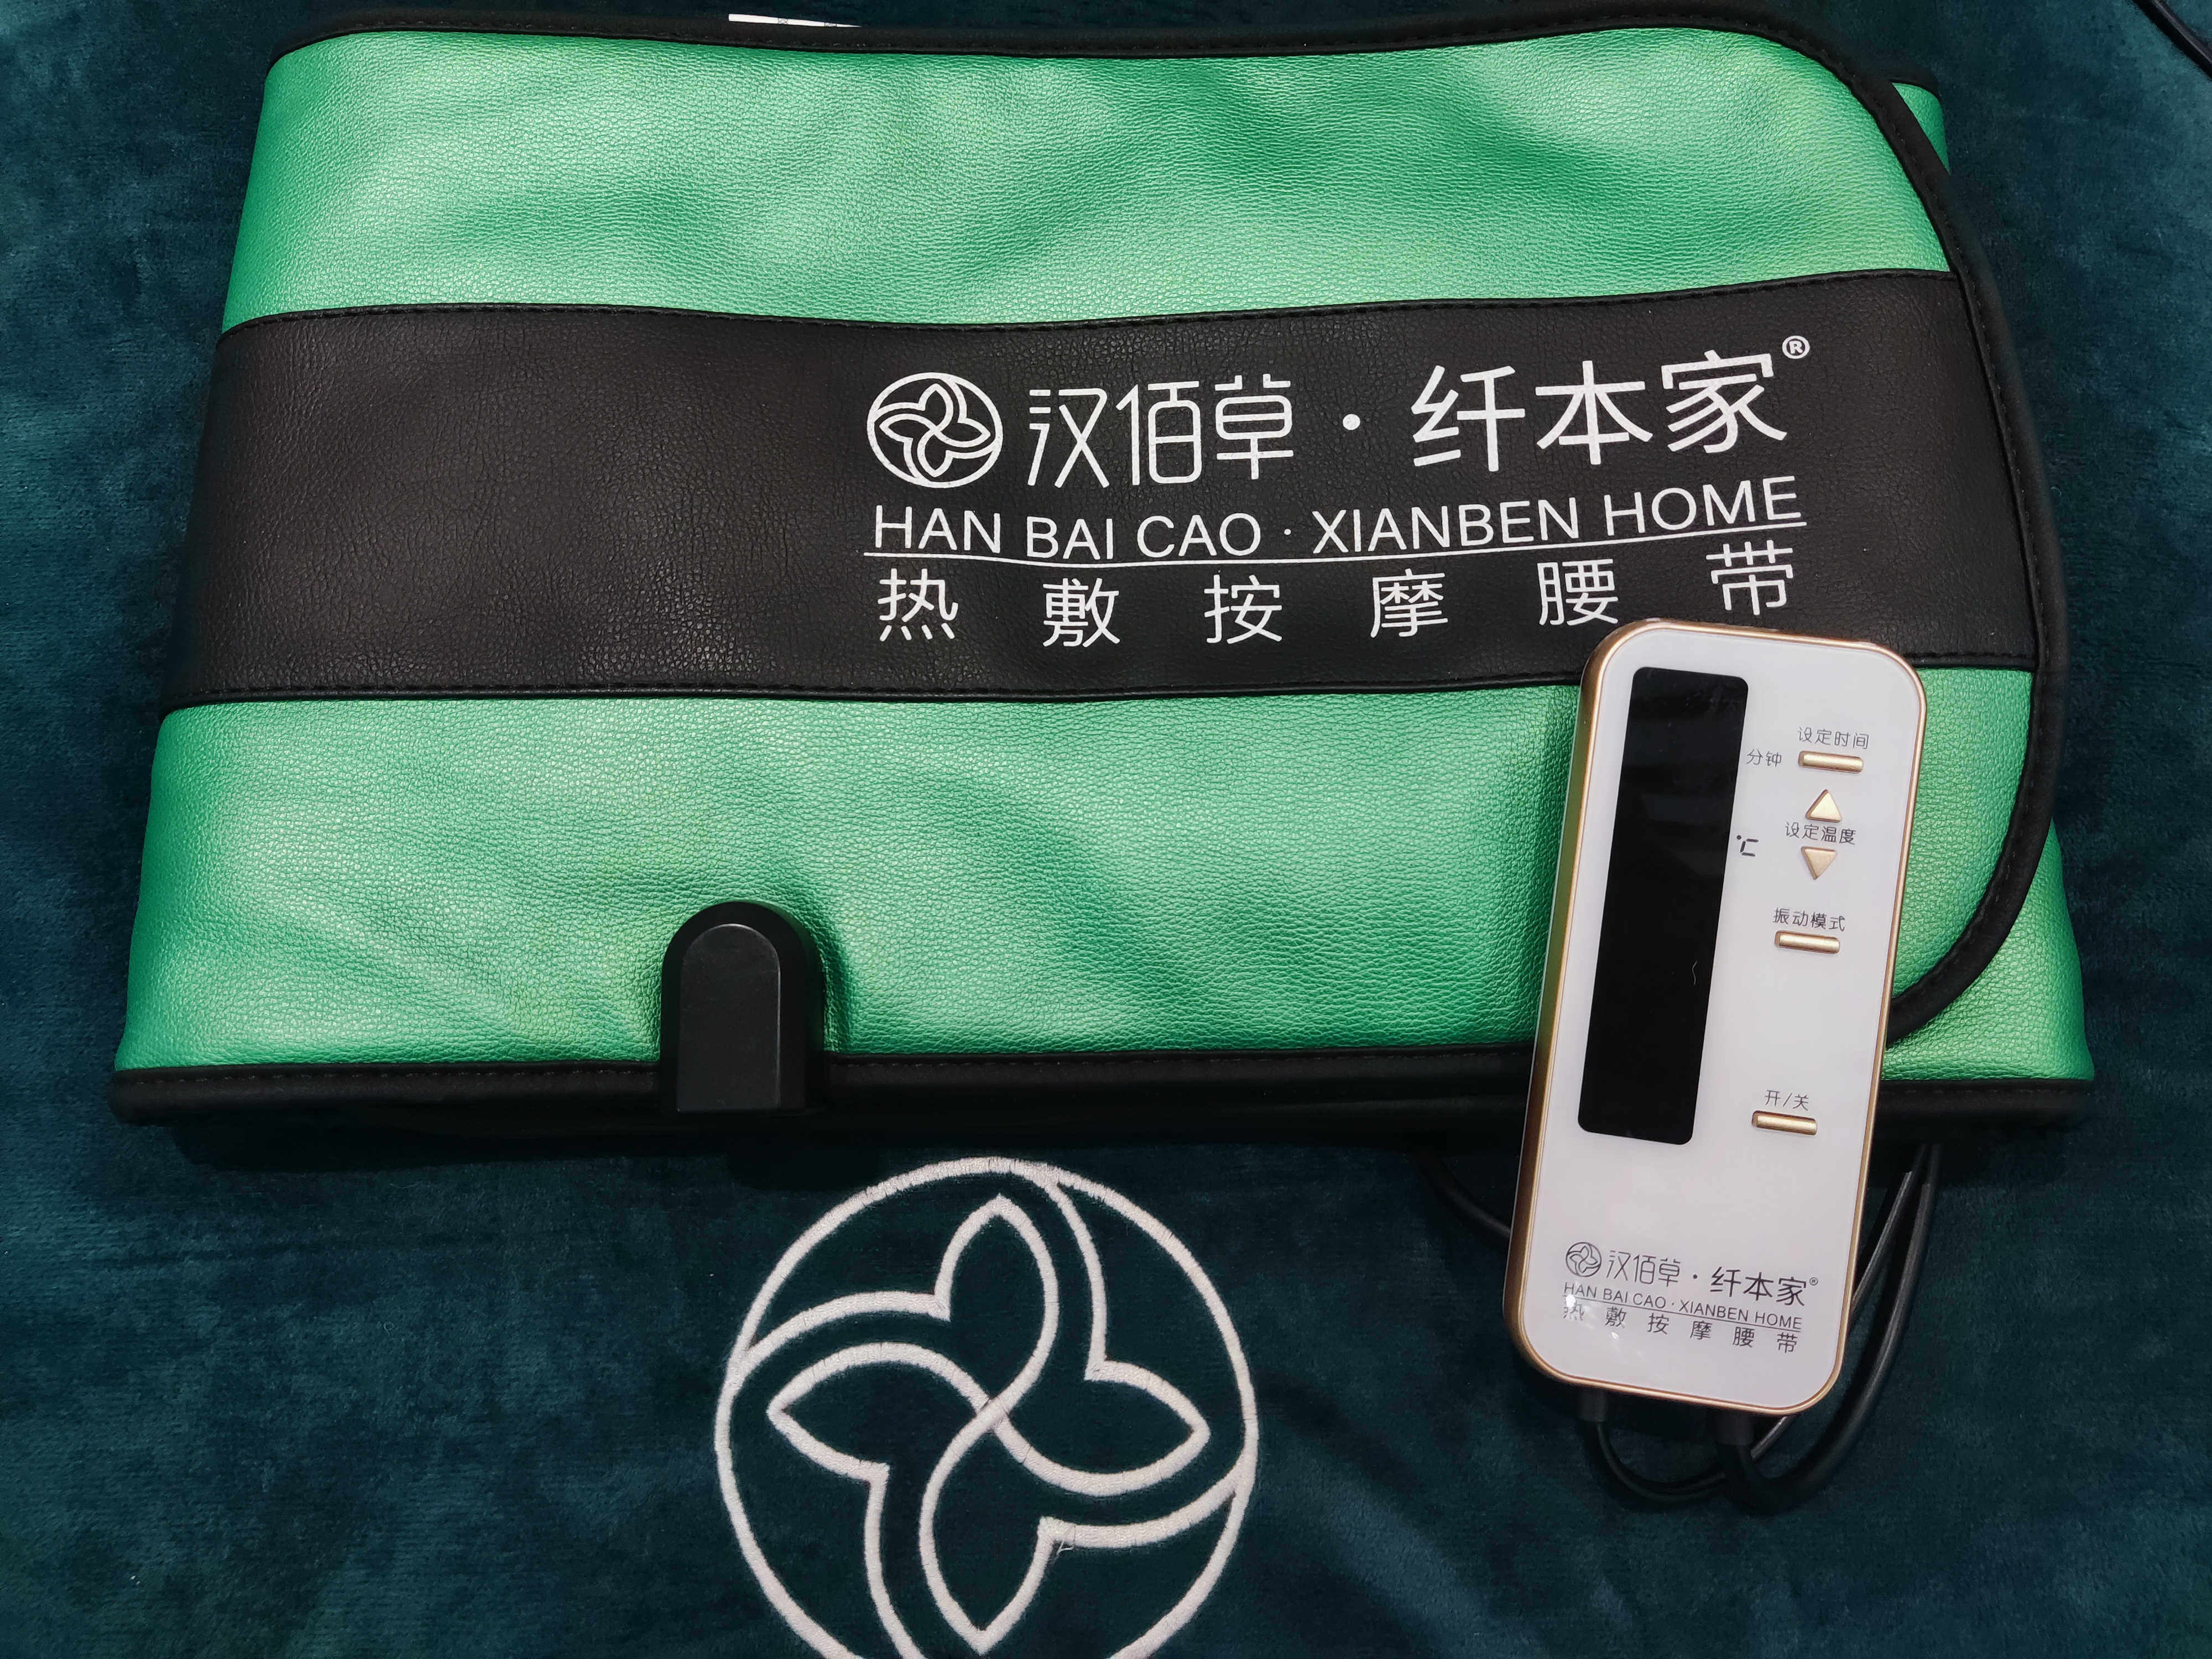 汉佰草·纤本家®
HAN BAI CAO · XIANBEN HOME
热敷按摩腰带
设定时间
分钟
设定温度
℃
振动模式
开/关
汉佰草·纤本家®
HAN BAI CAO · XIANBEN HOME
热敷按摩腰带